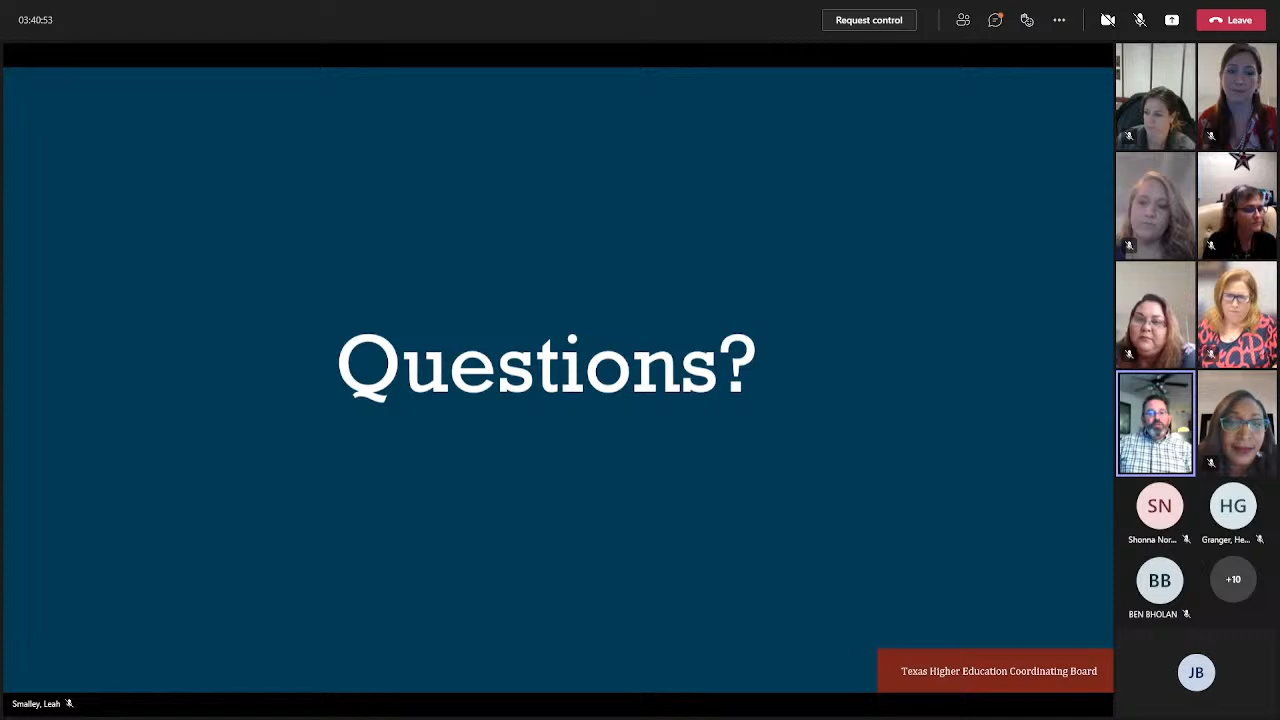 03:40:53
Request control
Leave
Questions?
SN
HG
Shonna Nor...
Granger, He...
BB
+10
BEN BHOLAN
Texas Higher Education Coordinating Board
JB
Smalley, Leah